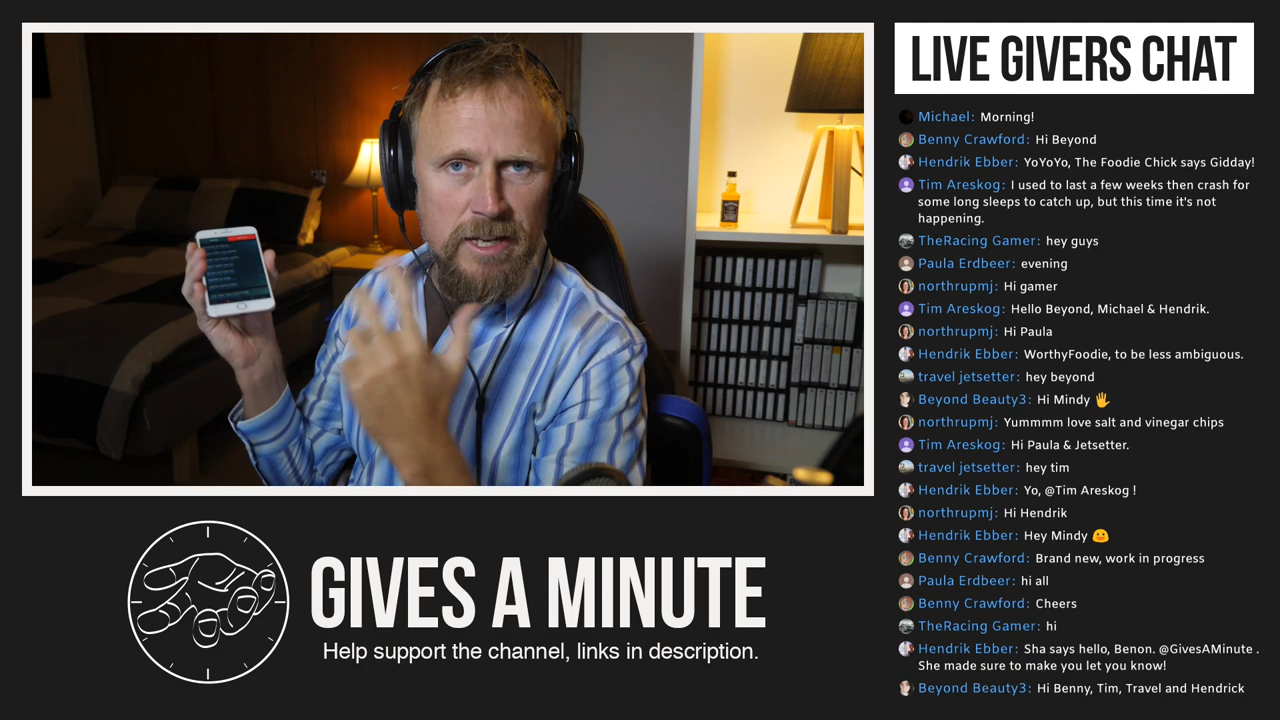 LIVE GIVERS CHAT
Michael: Morning!
Benny Crawford: Hi Beyond
Hendrik Ebber: YoYoYo, The Foodie Chick says Gidday!
Tim Areskog: I used to last a few weeks then crash for
some long sleeps to catch up, but this time it's not
happening.
TheRacing Gamer: hey guys
Paula Erdbeer: evening
northrupmj: Hi gamer
Tim Areskog: Hello Beyond, Michael & Hendrik.
northrupmj: Hi Paula
Hendrik Ebber: WorthyFoodie, to be less ambiguous.
travel jetsetter: hey beyond
Beyond Beauty3: Hi Mindy 🖐
northrupmj: Yummmm love salt and vinegar chips
Tim Areskog: Hi Paula & Jetsetter.
travel jetsetter: hey tim
Hendrik Ebber: Yo, @Tim Areskog !
northrupmj: Hi Hendrik
Hendrik Ebber: Hey Mindy 🤗
Benny Crawford: Brand new, work in progress
Paula Erdbeer: hi all
Benny Crawford: Cheers
TheRacing Gamer: hi
Hendrik Ebber: Sha says hello, Benon. @GivesAMinute .
She made sure to make you let you know!
Beyond Beauty3: Hi Benny, Tim, Travel and Hendrick
GIVES A MINUTE
Help support the channel, links in description.